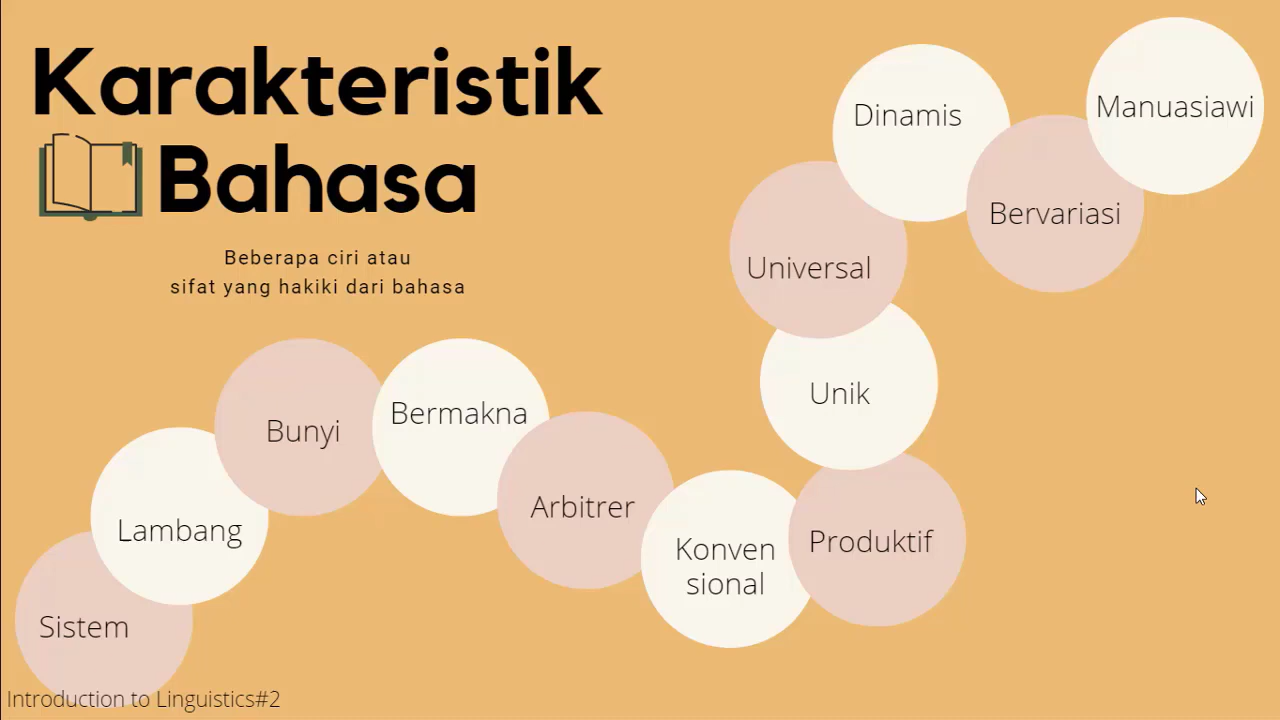 Karakteristik
Bahasa
Beberapa ciri atau
sifat yang hakiki dari bahasa
Sistem
Lambang
Bunyi
Bermakna
Arbitrer
Konven
sional
Produktif
Unik
Universal
Dinamis
Bervariasi
Manuasiawi
Introduction to Linguistics#2